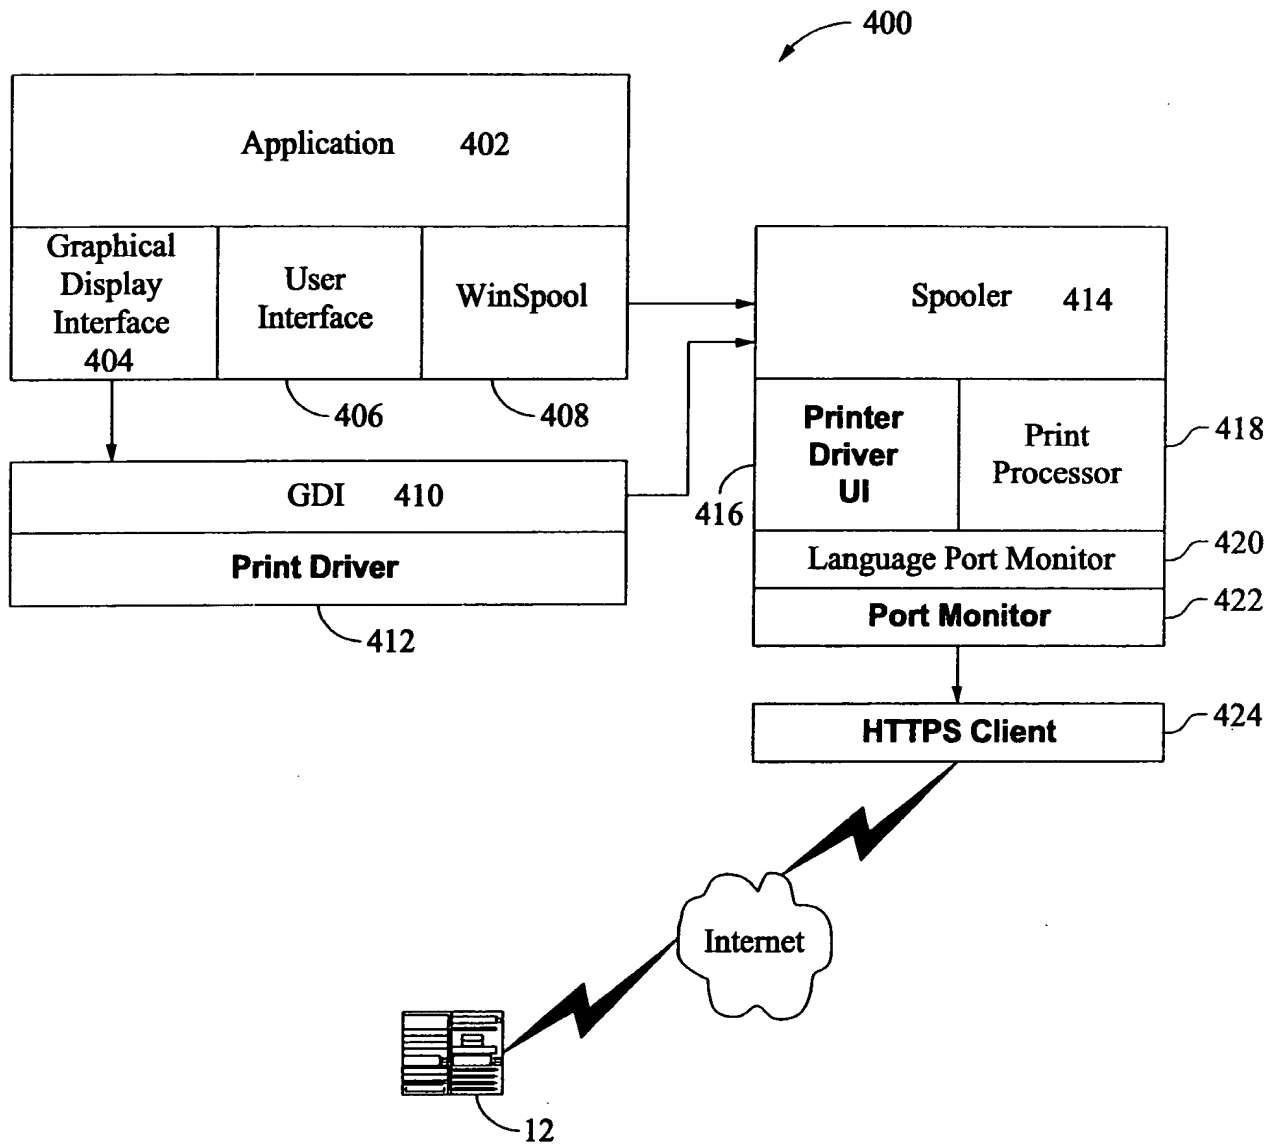 400
Application 402
Graphical
Display
Interface
404
User
Interface
WinSpool
406
408
GDI 410
Print Driver
412
Spooler 414
Printer
Driver
UI
416
Print
Processor
418
Language Port Monitor
420
Port Monitor
422
HTTPS Client
424
Internet
12